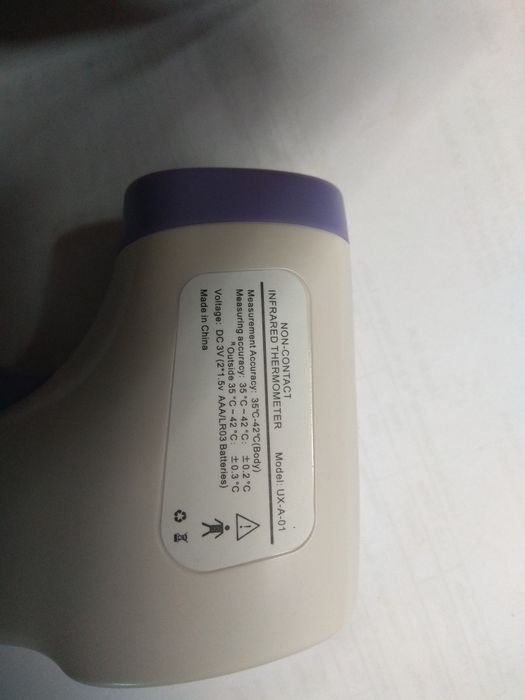 NON-CONTACT
INFRARED THERMOMETER Model: UX-A-01
Measurement Accuracy: 35℃-42℃(Body)
Measuring accuracy: 35 °C ~ 42 °C: ±0.2 °C
*Outside 35 °C ~ 42 °C: ±0.3 °C
Voltage: DC 3V (2*1.5v AAA/LR03 Batteries)
Made in China